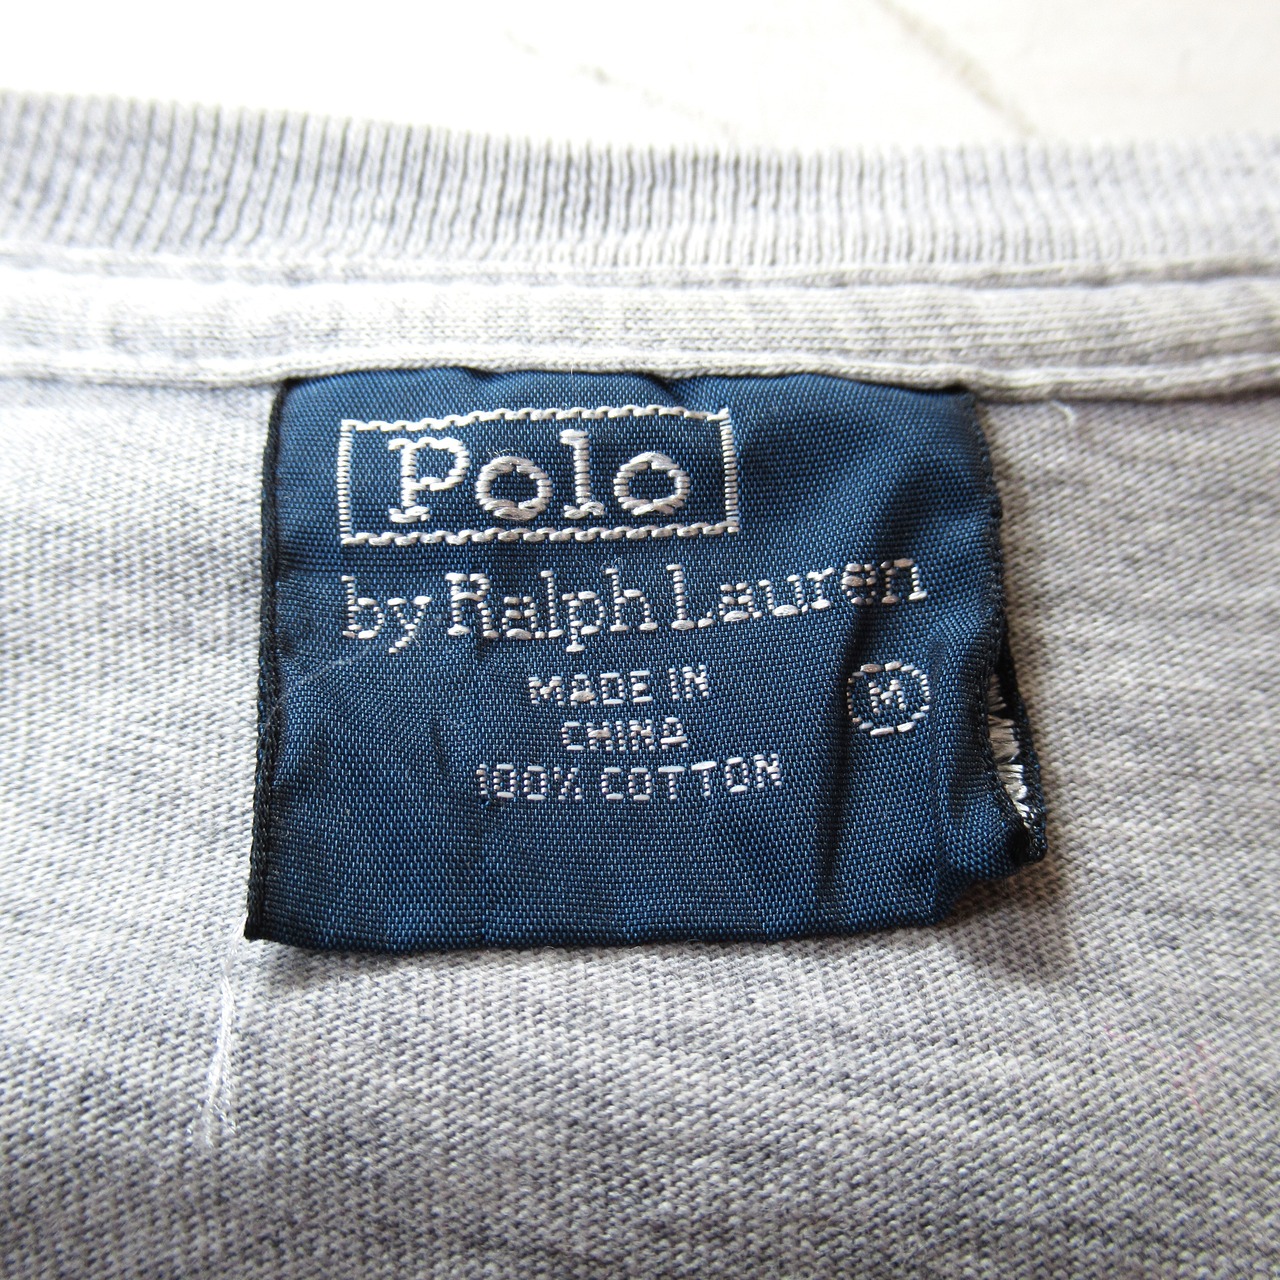 Polo
by Ralph Lauren
MADE IN
CHINA
100% COTTON
M